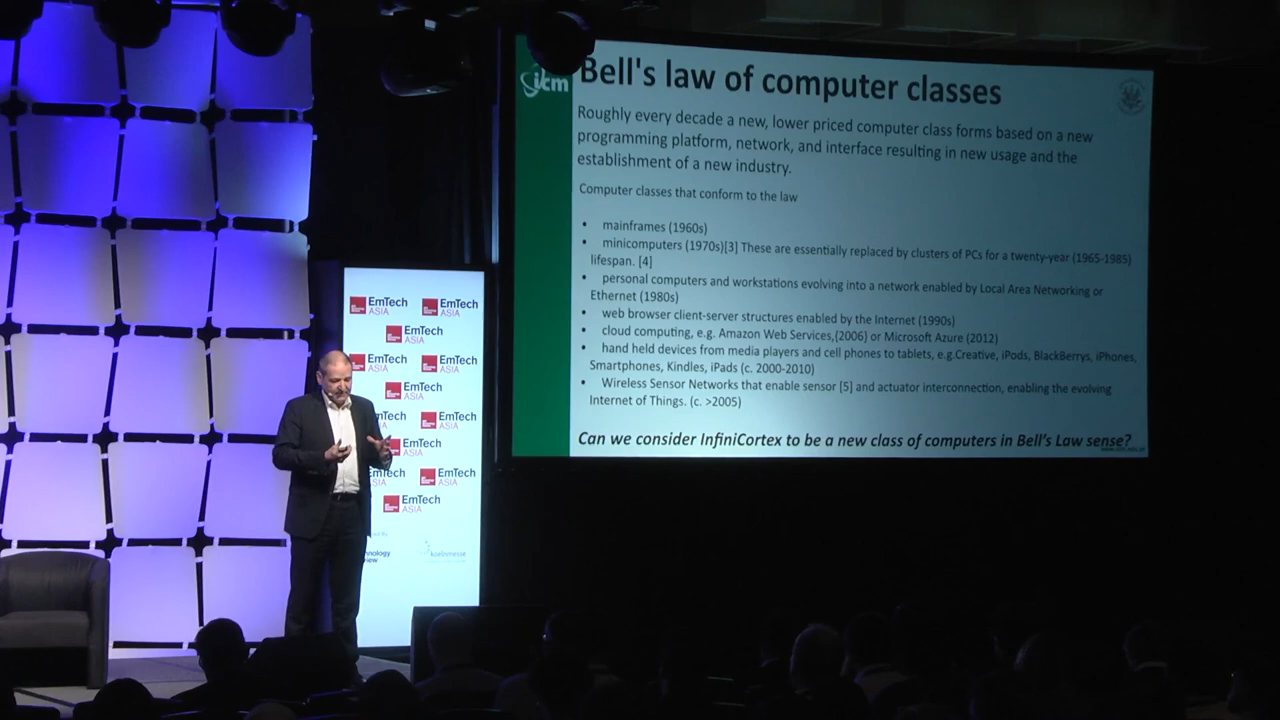 icm
Bell's law of computer classes
Roughly every decade a new, lower priced computer class forms based on a new
programming platform, network, and interface resulting in new usage and the
establishment of a new industry.
Computer classes that conform to the law
• mainframes (1960s)
• minicomputers (1970s)[3] These are essentially replaced by clusters of PCs for a twenty-year (1965-1985)
lifespan. [4]
• personal computers and workstations evolving into a network enabled by Local Area Networking or
Ethernet (1980s)
• web browser client-server structures enabled by the Internet (1990s)
• cloud computing, e.g. Amazon Web Services,(2006) or Microsoft Azure (2012)
• hand held devices from media players and cell phones to tablets, e.g.Creative, iPods, BlackBerrys, iPhones,
Smartphones, Kindles, iPads (c. 2000-2010)
• Wireless Sensor Networks that enable sensor [5] and actuator interconnection, enabling the evolving
Internet of Things. (c. >2005)
Can we consider InfiniCortex to be a new class of computers in Bell's Law sense?
EmTech
ASIA
EmTech
ASIA
EmTech
ASIA
EmTech
ASIA
EmTech
ASIA
EmTech
ASIA
mTech
ASIA
EmTech
ASIA
EmTech
ASIA
EmTech
ASIA
EmTech
ASIA
EmTech
ASIA
hnology
iew
koelnmesse